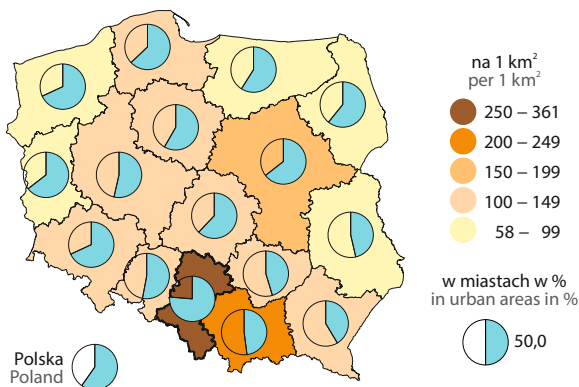 na 1 km²
per 1 km²
250 – 361
200 – 249
150 – 199
100 – 149
58 – 99
w miastach w %
in urban areas in %
50,0
Polska
Poland